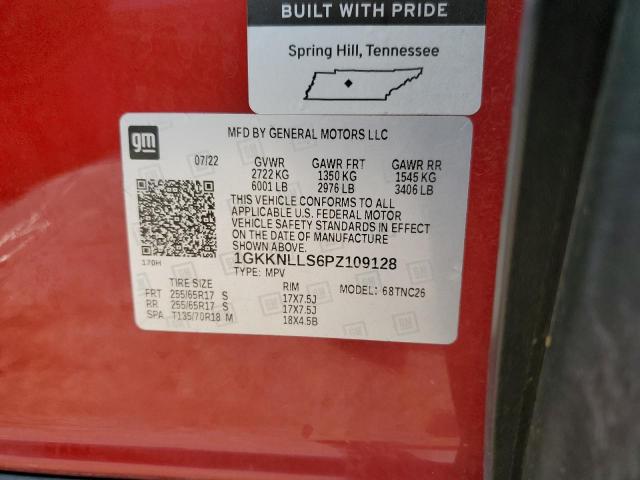 BUILT WITH PRIDE
Spring Hill, Tennessee
gm
MFD BY GENERAL MOTORS LLC
07/22 GVWR GAWR FRT GAWR RR
2722 KG 1350 KG 1545 KG
6001 LB 2976 LB 3406 LB
THIS VEHICLE CONFORMS TO ALL
APPLICABLE U.S. FEDERAL MOTOR
VEHICLE SAFETY STANDARDS IN EFFECT
ON THE DATE OF MANUFACTURE
SHOWN ABOVE.
1GKKNLLS6PZ109128
170H
TYPE: MPV
TIRE SIZE RIM MODEL: 68TNC26
FRT 255/65R17 S 17X7.5J
RR 255/65R17 S 17X7.5J
SPA T135/70R18 M 18X4.5B